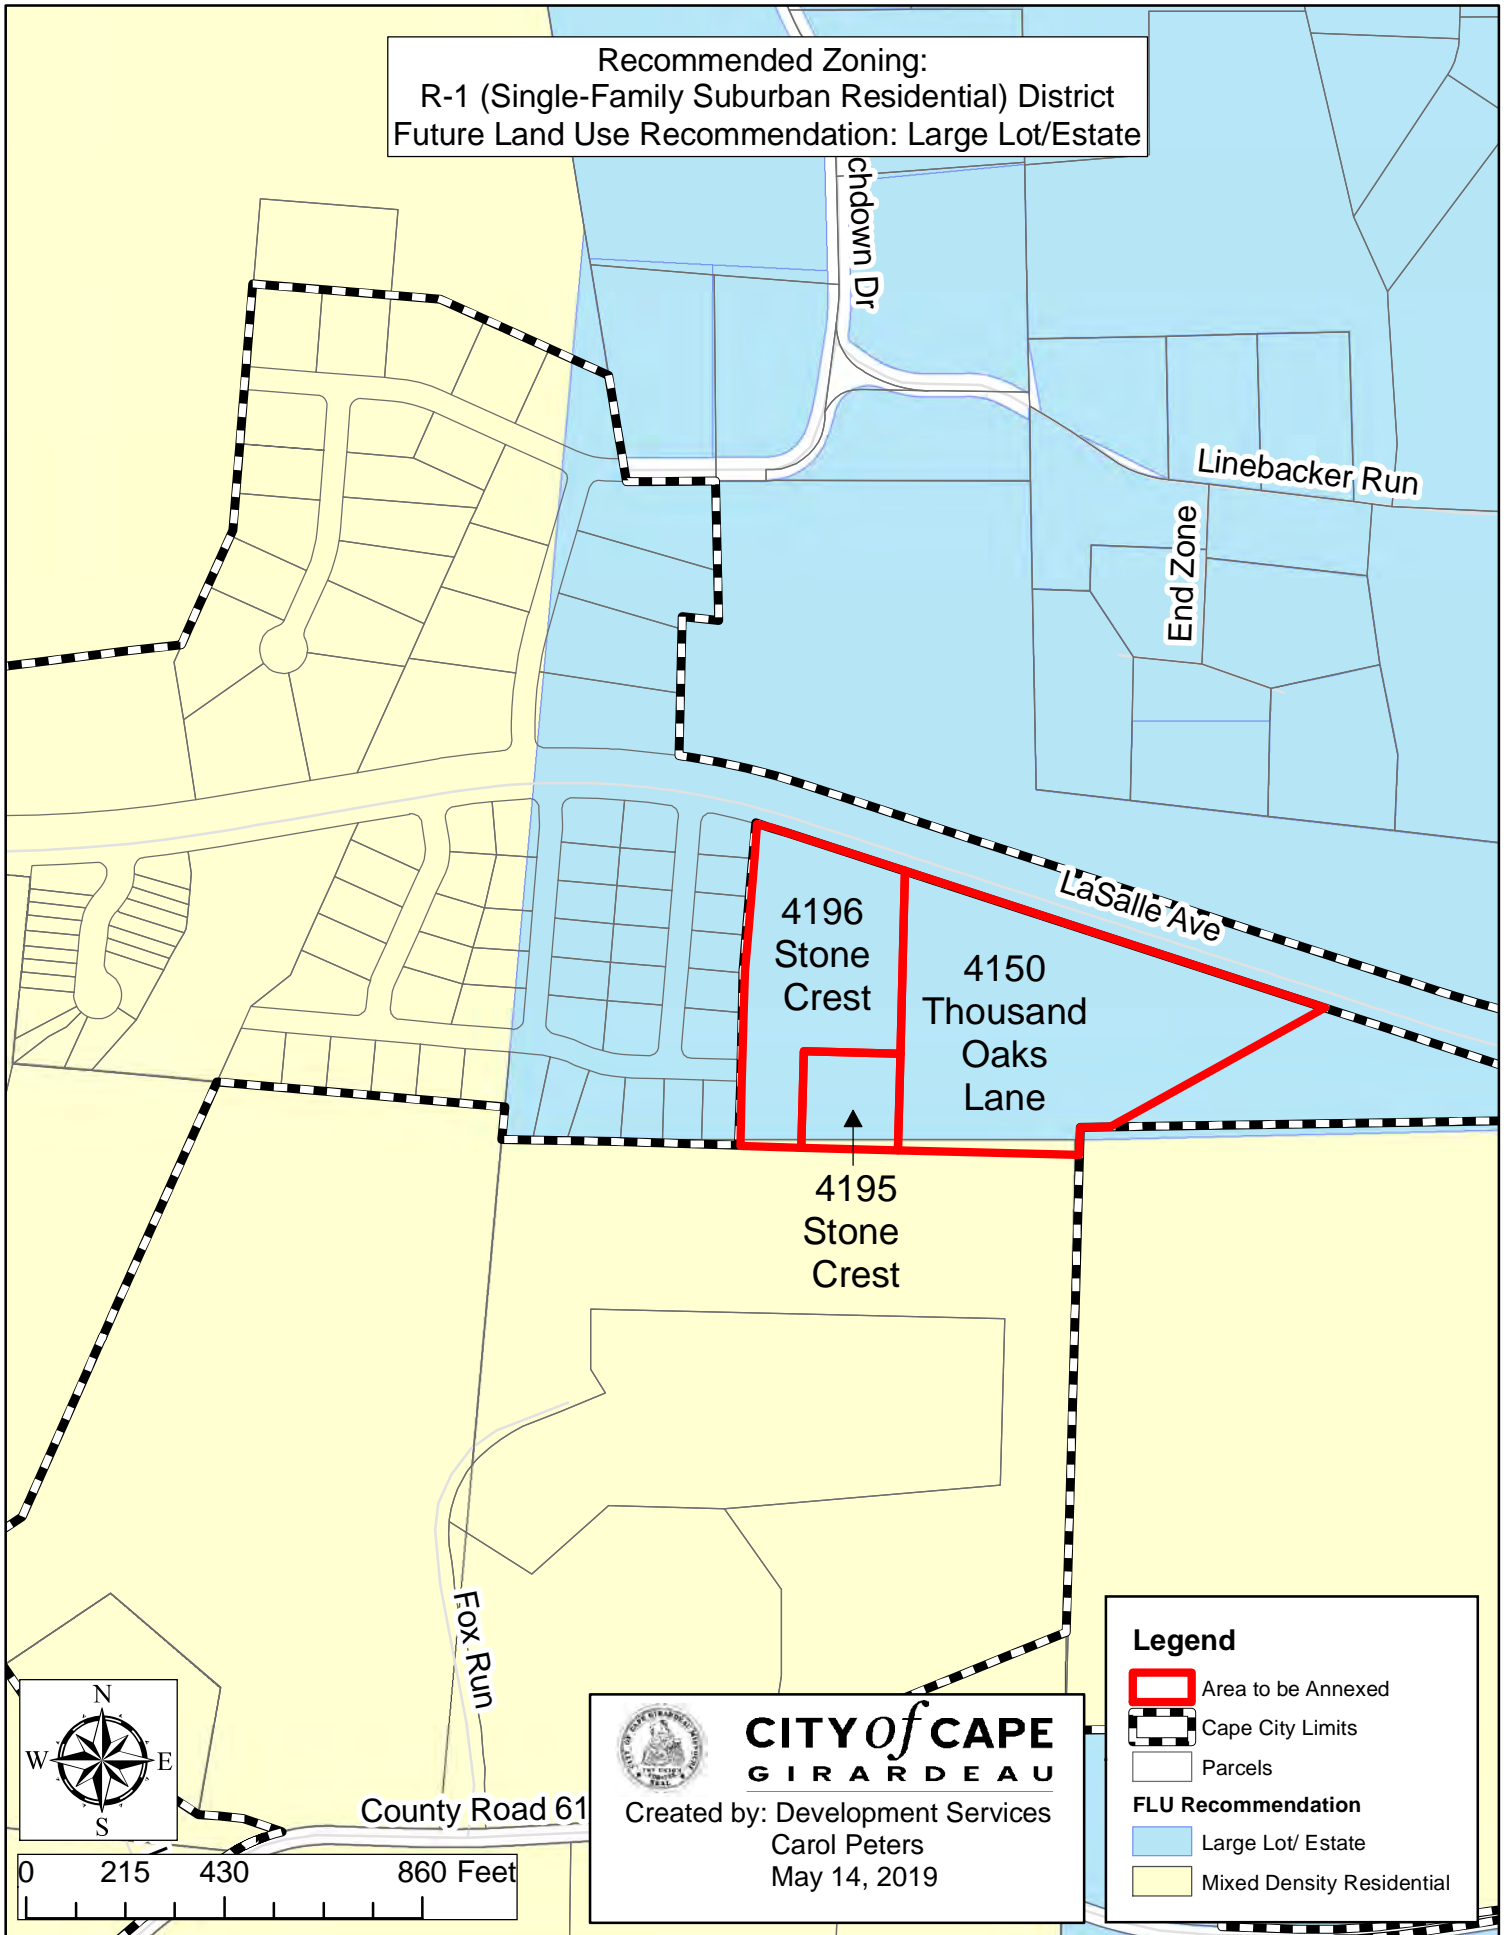 Recommended Zoning:
R-1 (Single-Family Suburban Residential) District
Future Land Use Recommendation: Large Lot/Estate
chdown Dr
Linebacker Run
End Zone
LaSalle Ave
4196
Stone
Crest
4150
Thousand
Oaks
Lane
4195
Stone
Crest
Fox Run
County Road 61
N
W
E
S
0 215 430 860 Feet
CITY of CAPE
GIRARDEAU
Created by: Development Services
Carol Peters
May 14, 2019
Legend
Area to be Annexed
Cape City Limits
Parcels
FLU Recommendation
Large Lot/ Estate
Mixed Density Residential